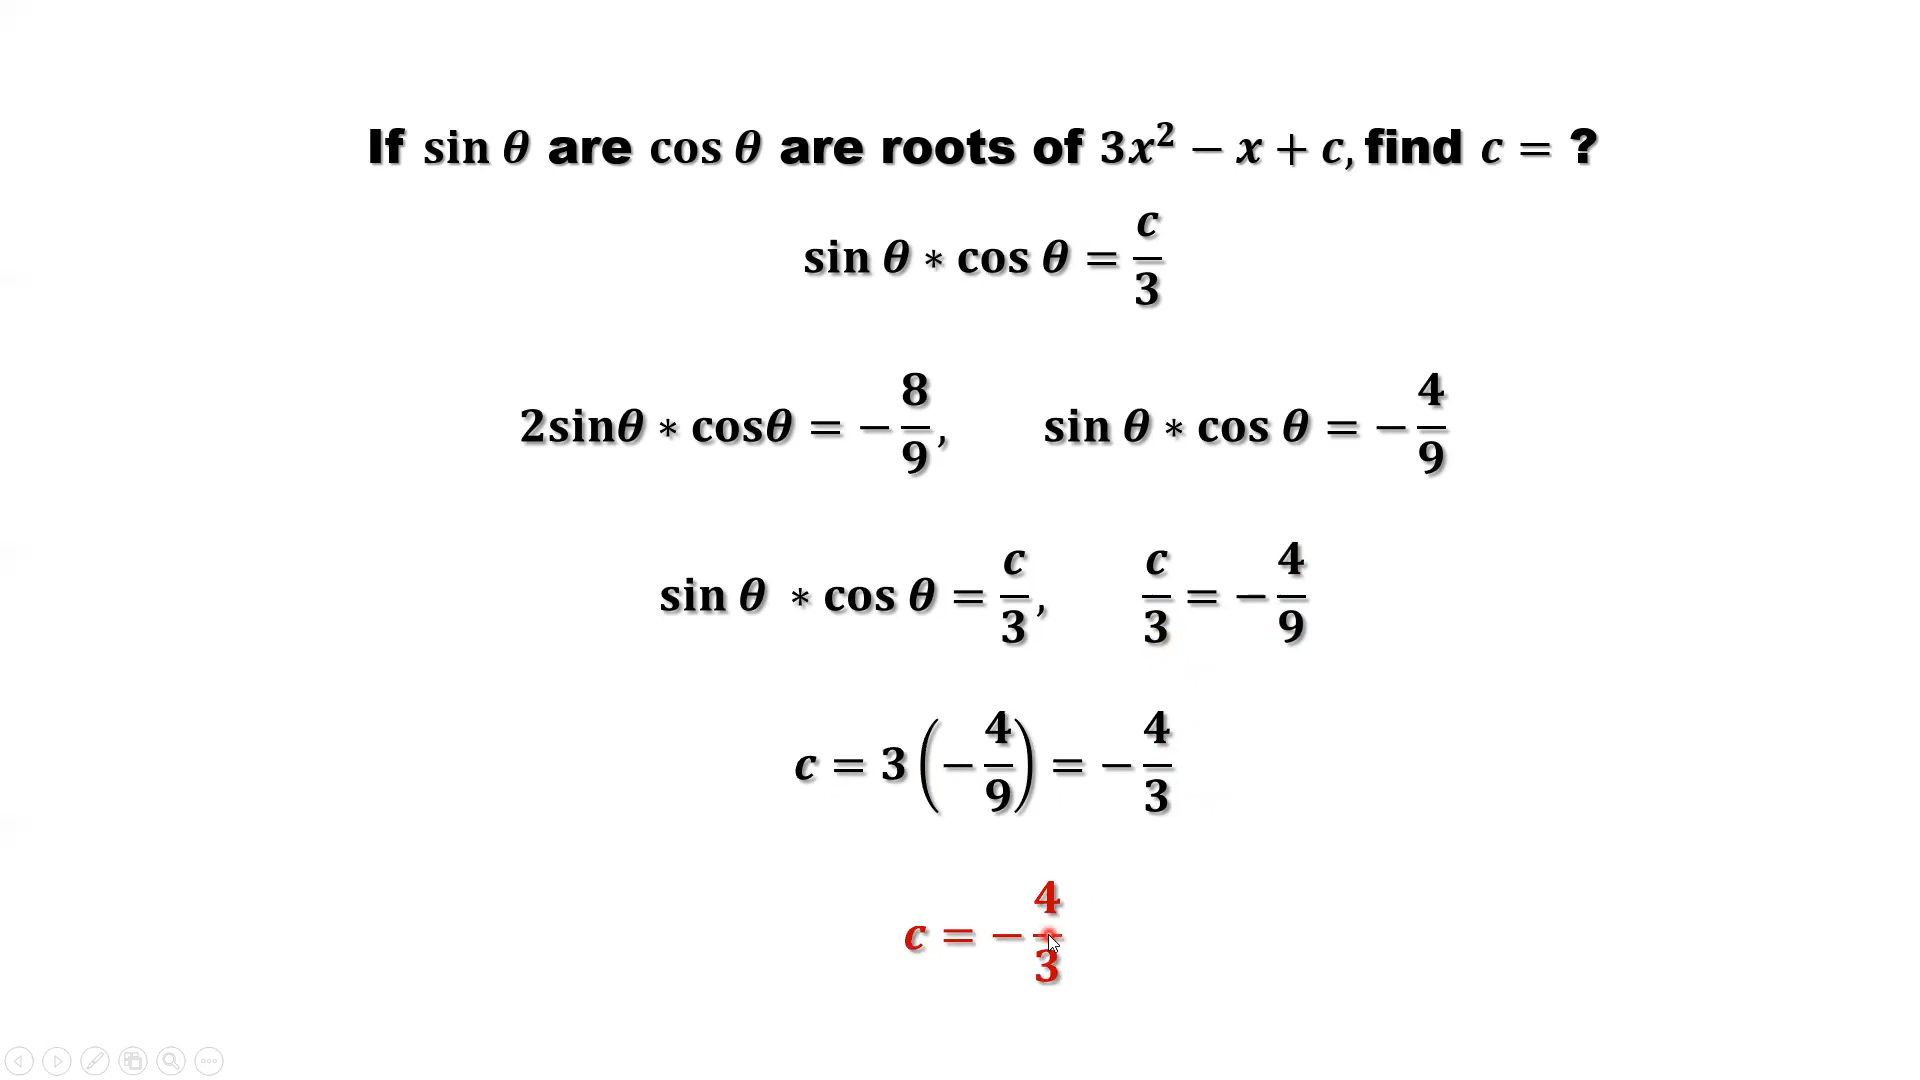 If sin θ are cos θ are roots of 3x² − x + c, find c = ?
sin θ ∗ cos θ = c/3
2sinθ ∗ cosθ = −8/9, sin θ ∗ cos θ = −4/9
sin θ ∗ cos θ = c/3, c/3 = −4/9
c = 3(−4/9) = −4/3
c = −4/3